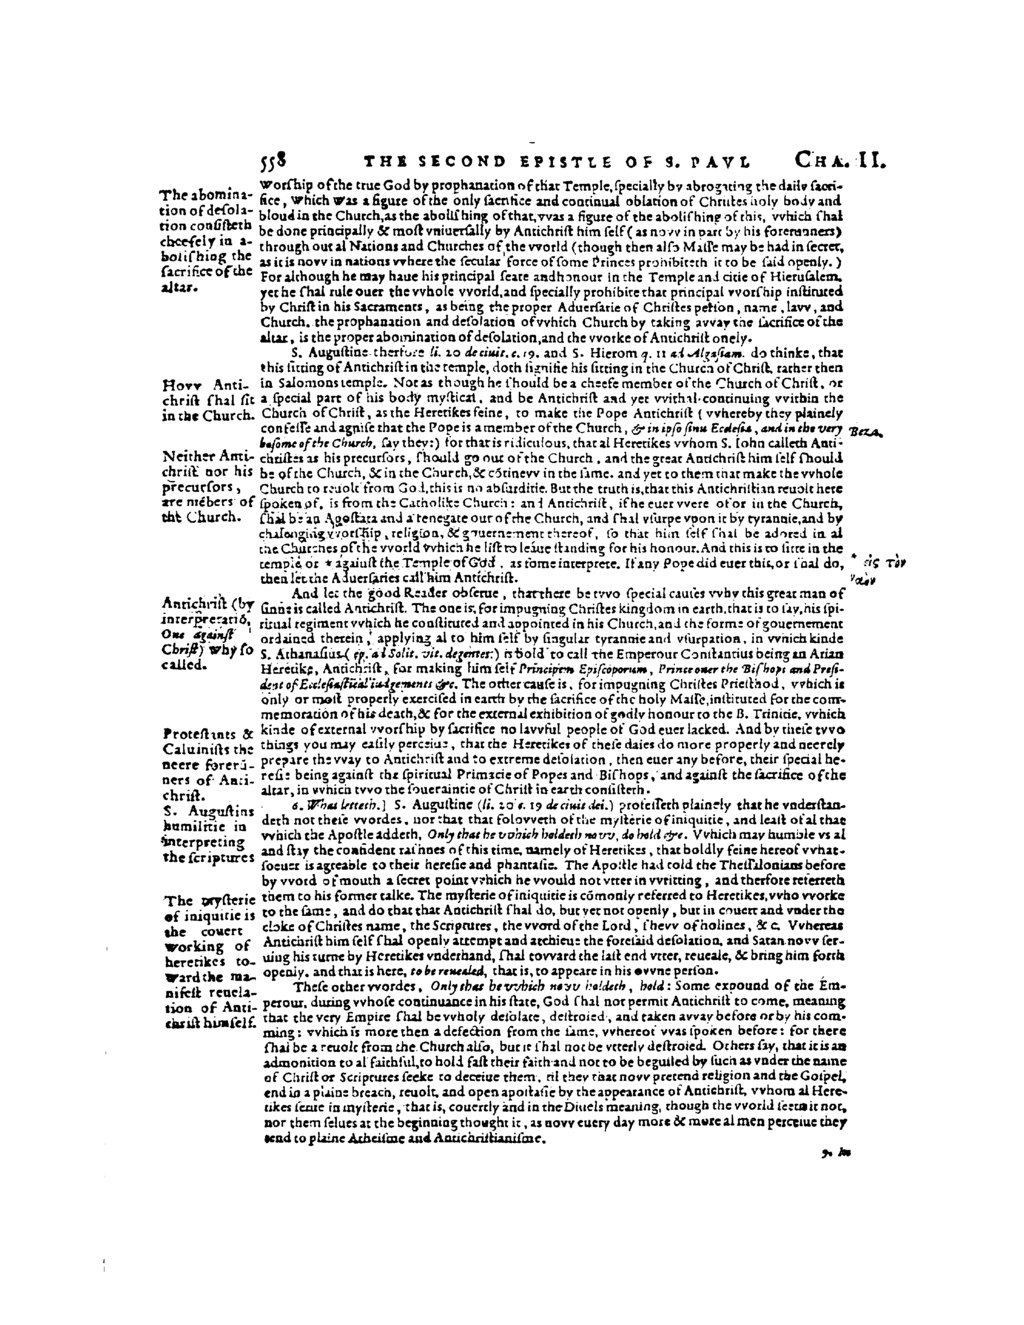 558 THE SECOND EPISTLE OF S. PAVL CHA. II.
The abomina-
tion of desola-
tion consisteth
cheefely in a-
bolishing the
sacrifice of the
altar.
worship of the true God by prophanation of that Temple, specially by abrogating the daily sacri-
fice, which was a figure of the only sacrifice and continual oblation of Christes holy body and
bloud in the Church, as the abolishing of that, vvas a figure of the abolishing of this, vvhich shal
be done principally & most vniuersally by Antichrist him self (as novv in part by his forerunners)
through out al Nations and Churches of the vvorld (though then also Masse may be had in secret,
as it is novv in nations vvhere the secular force of some Princes prohibiteth it to be said openly.)
For although he may haue his principal seate and honour in the Temple and citie of Hierusalem,
yet he shal rule ouer the vvhole vvorld, and specially prohibite that principal vvorship instituted
by Christ in his Sacraments, as being the proper Aduersarie of Christes person, name, lavv, and
Church. the prophanation and desolation of vvhich Church by taking avvay the sacrifice of the
altar, is the proper abomination of desolation, and the vvorke of Antichrist onely.
S. Augustine therfore li. 20 de ciuit. c. 19. and S. Hierom q. 11 ad Algasiam. do thinke, that
this sitting of Antichrist in the temple, doth signifie his sitting in the Church of Christ, rather then
Hovv Anti-
christ shal sit
in the Church.
in Salomons temple. Not as though he should be a cheefe member of the Church of Christ, or
a special part of his body mystical, and be Antichrist and yet vvithal continuing vvithin the
Church of Christ, as the Heretikes feine, to make the Pope Antichrist (vvhereby they plainely
confesse and agnise that the Pope is a member of the Church, & in ipso sinu Ecclesiæ, and in the very
Beza.
bosome of the Church, say they:) for that is ridiculous, that al Heretikes vvhom S. Iohn calleth Anti-
Neither Anti-
christ nor his
precursors,
are mēbers of
the Church.
christes as his precursors, should go out of the Church, and the great Antichrist him self should
be of the Church, & in the Church, & cōtinevv in the same. and yet to them that make the vvhole
Church to reuolt from God, this is no absurditie. But the truth is, that this Antichristian reuolt here
spoken of, is from the Catholike Church: and Antichrist, if he euer vvere of or in the Church,
shal be an Apostata and a renegate out of the Church, and shal vsurpe vpon it by tyrannie, and by
chalenging vvorship, religion, & gouernement thereof, so that him self shal be adored in al
the Churches of the vvorld vvhich he list to leaue standing for his honour. And this is to sitte in the
temple or * against the Temple of God, as some interprete. If any Pope did euer this, or shal do,
* εἰς τὸν ναόν
then let the Aduersaries call him Antichrist.
Antichrist (by
interpretatiō,
One against
Christ) why so
called.
And let the good Reader obserue, that there be tvvo special causes vvhy this great man of
sinne is called Antichrist. The one is, for impugning Christes kingdom in earth, that is to say, his spi-
ritual regiment vvhich he constituted and appointed in his Church, and the forme of gouernement
ordained therein, applying al to him self by singular tyrannie and vsurpation, in vvhich kinde
S. Athanasius (ep. ad Solit. vit. degentes:) is bold to call the Emperour Constantius being an Arian
Heretike, Antichrist, for making him self Principem Episcoporum, Prince ouer the Bishops and Presi-
dent of Ecclesiastical iudgements &c. The other cause is, for impugning Christes Priesthod, vvhich is
only or most properly exercised in earth by the sacrifice of the holy Masse, instituted for the com-
memoration of his death, & for the external exhibition of godly honour to the B. Trinitie, vvhich
Protestants &
Caluinists the
neere forerū-
ners of Anti-
christ.
kinde of external vvorship by sacrifice no lavvful people of God euer lacked. And by these tvvo
things you may easily perceiue, that the Heretikes of these daies do more properly and neerely
prepare the vvay to Antichrist and to extreme desolation, then euer any before, their special he-
resie being against the spiritual Primacie of Popes and Bishops, and against the sacrifice of the
altar, in vvhich tvvo the soueraintie of Christ in earth consisteth.
S. Augustins
humilitie in
interpreting
the scriptures
6. What letteth.] S. Augustine (li. 20 c. 19 de ciuit dei.) professeth plainely that he vnderstan-
deth not these vvordes, nor that that folovveth of the mysterie of iniquitie, and least of al that
vvhich the Apostle addeth, Only that he vvhich holdeth novv, do hold &c. Vvhich may humble vs al
and stay the confident rashnes of this time, namely of Heretikes, that boldly feine hereof vvhat-
soeuer is agreable to their heresie and phantasie. The Apostle had told the Thessalonians before
by vvord of mouth a secret point vvhich he vvould not vtter in vvritting, and therfore referreth
The mysterie
of iniquitie is
the couert
working of
heretikes to-
ward the ma-
nifest reuela-
tion of Anti-
christ himself.
them to his former talke. The mysterie of iniquitie is cōmonly referred to Heretikes, vvho vvorke
to the same, and do that that Antichrist shal do, but yet not openly, but in couert and vnder the
cloke of Christes name, the Scriptures, the vvord of the Lord, shevv of holines, &c. Vvhereas
Antichrist him self shal openly attempt and atchieue the foresaid desolation, and Satan novv ser-
uing his turne by Heretikes vnderhand, shal tovvard the last end vtter, reueale, & bring him forth
openly. and that is here, to be reuealed, that is, to appeare in his ovvne person.
These other vvordes, Only that he vvhich novv holdeth, hold: Some expound of the Em-
perour, during vvhose continuance in his state, God shal not permit Antichrist to come, meaning
that the very Empire shal be vvholy desolate, destroied, and taken avvay before or by his com-
ming: vvhich is more then a defection from the same, vvhereof vvas spoken before: for there
shal be a reuolt from the Church also, but it shal not be vtterly destroied. Others say, that it is an
admonition to al faithful, to hold fast their faith and not to be beguiled by such as vnder the name
of Christ or Scriptures seeke to deceiue them, til they that novv pretend religion and the Gospel,
end in a plaine breach, reuolt, and open apostasie by the appearance of Antichrist, vvhom al Here-
tikes serue in mysterie, that is, couertly and in the Diuels meaning, though the vvorld seeth it not,
nor them selues at the beginning thought it, as novv euery day more & more al men perceiue they
tend to plaine Atheisme and Antichristianisme.
9. In